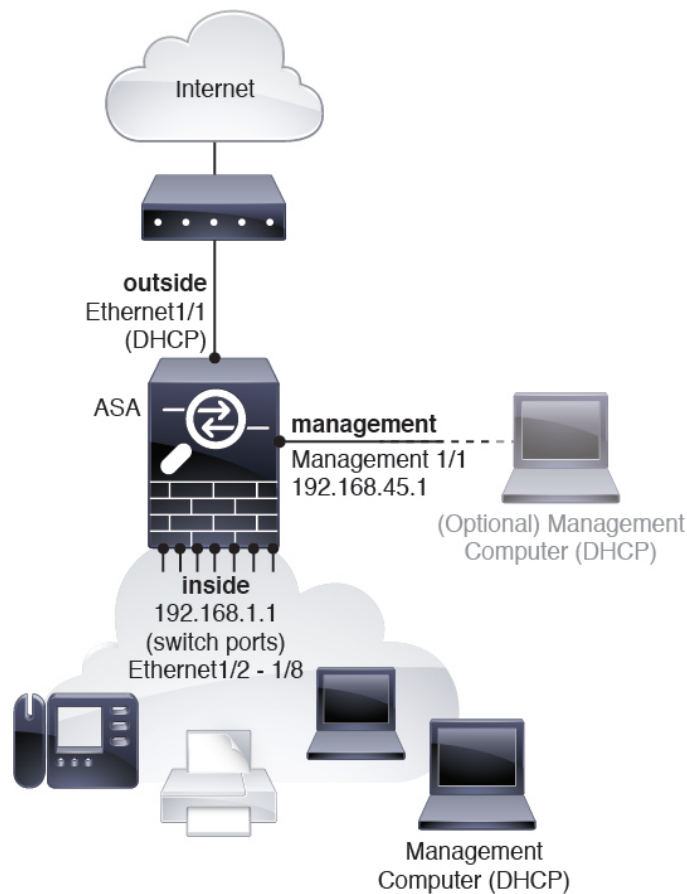 Internet
outside
Ethernet1/1
(DHCP)
ASA
management
Management 1/1
192.168.45.1
(Optional) Management
Computer (DHCP)
inside
192.168.1.1
(switch ports)
Ethernet1/2 - 1/8
Management
Computer (DHCP)